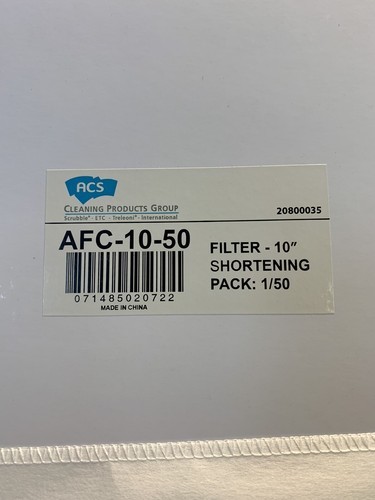 ACS
CLEANING PRODUCTS GROUP
Scrubble® · ETC · Treleoni® · International
20800035
AFC-10-50
FILTER - 10"
SHORTENING
PACK: 1/50
071485020722
MADE IN CHINA